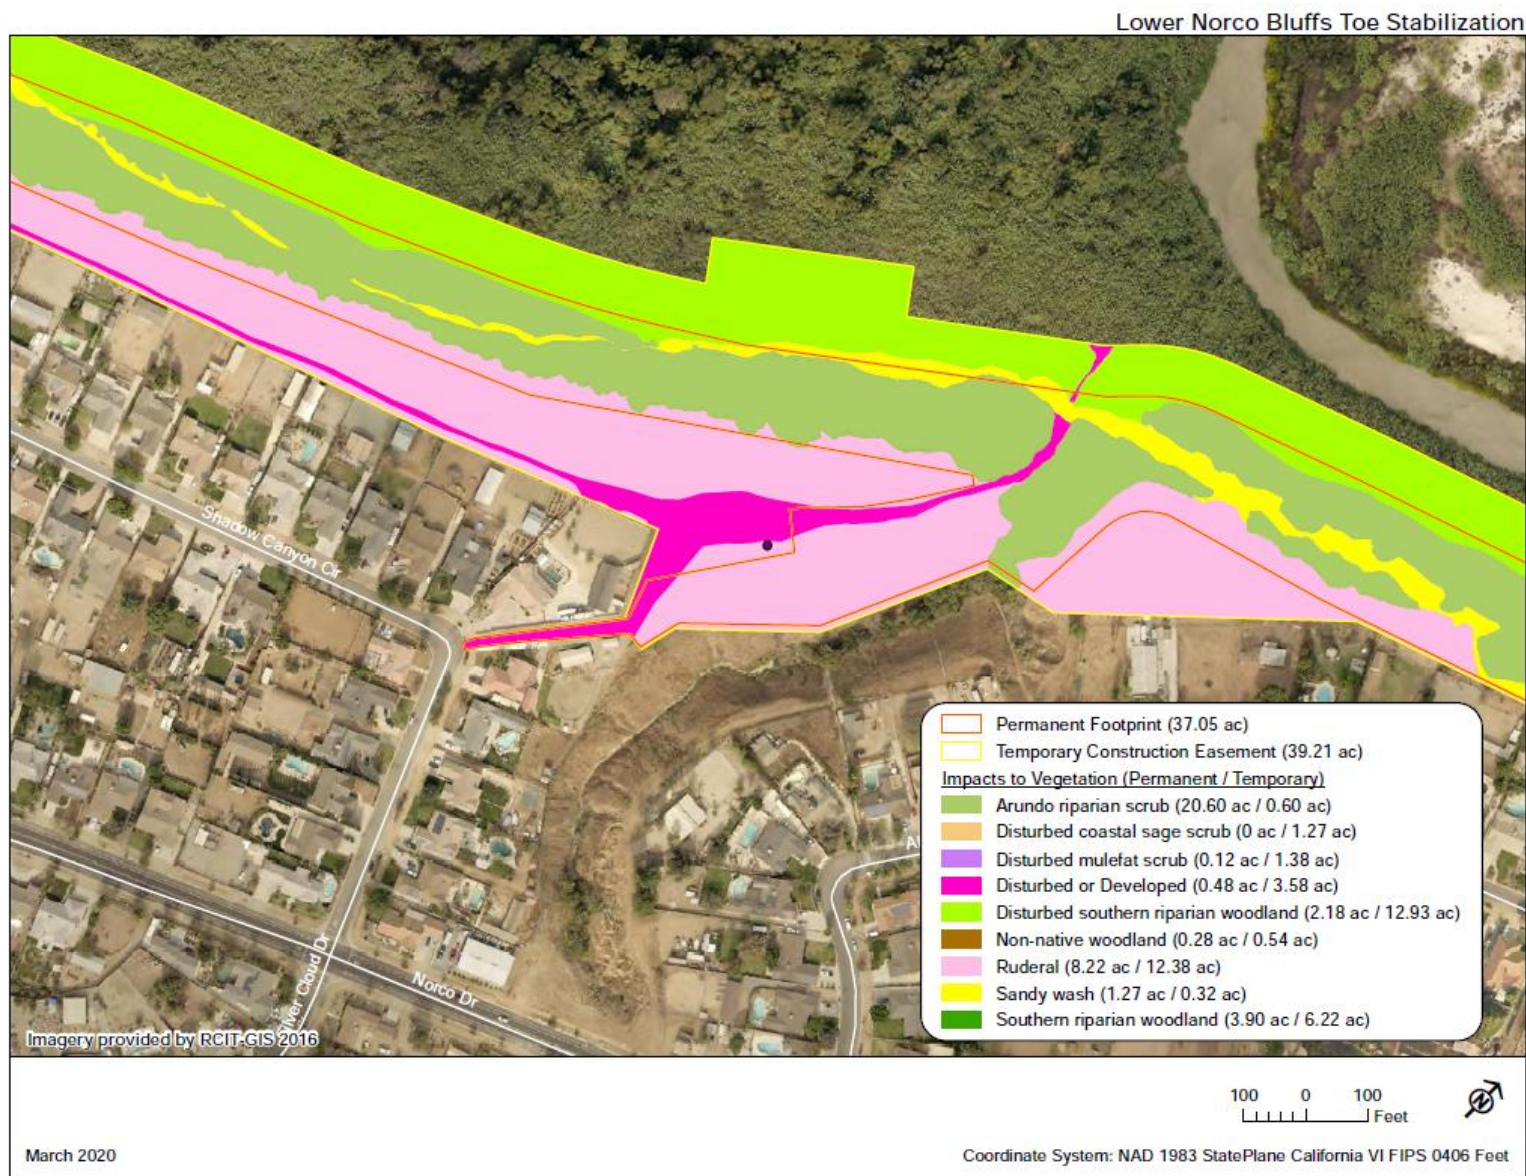 Lower Norco Bluffs Toe Stabilization
Shadow Canyon Cir
Permanent Footprint (37.05 ac)
Temporary Construction Easement (39.21 ac)
Impacts to Vegetation (Permanent / Temporary)
Arundo riparian scrub (20.60 ac / 0.60 ac)
Disturbed coastal sage scrub (0 ac / 1.27 ac)
Disturbed mulefat scrub (0.12 ac / 1.38 ac)
Disturbed or Developed (0.48 ac / 3.58 ac)
Disturbed southern riparian woodland (2.18 ac / 12.93 ac)
Non-native woodland (0.28 ac / 0.54 ac)
Ruderal (8.22 ac / 12.38 ac)
Sandy wash (1.27 ac / 0.32 ac)
Southern riparian woodland (3.90 ac / 6.22 ac)
Cloud Dr
Norco Dr
Imagery provided by RCIT-GIS 2016
100 0 100
Feet
N
March 2020
Coordinate System: NAD 1983 StatePlane California VI FIPS 0406 Feet